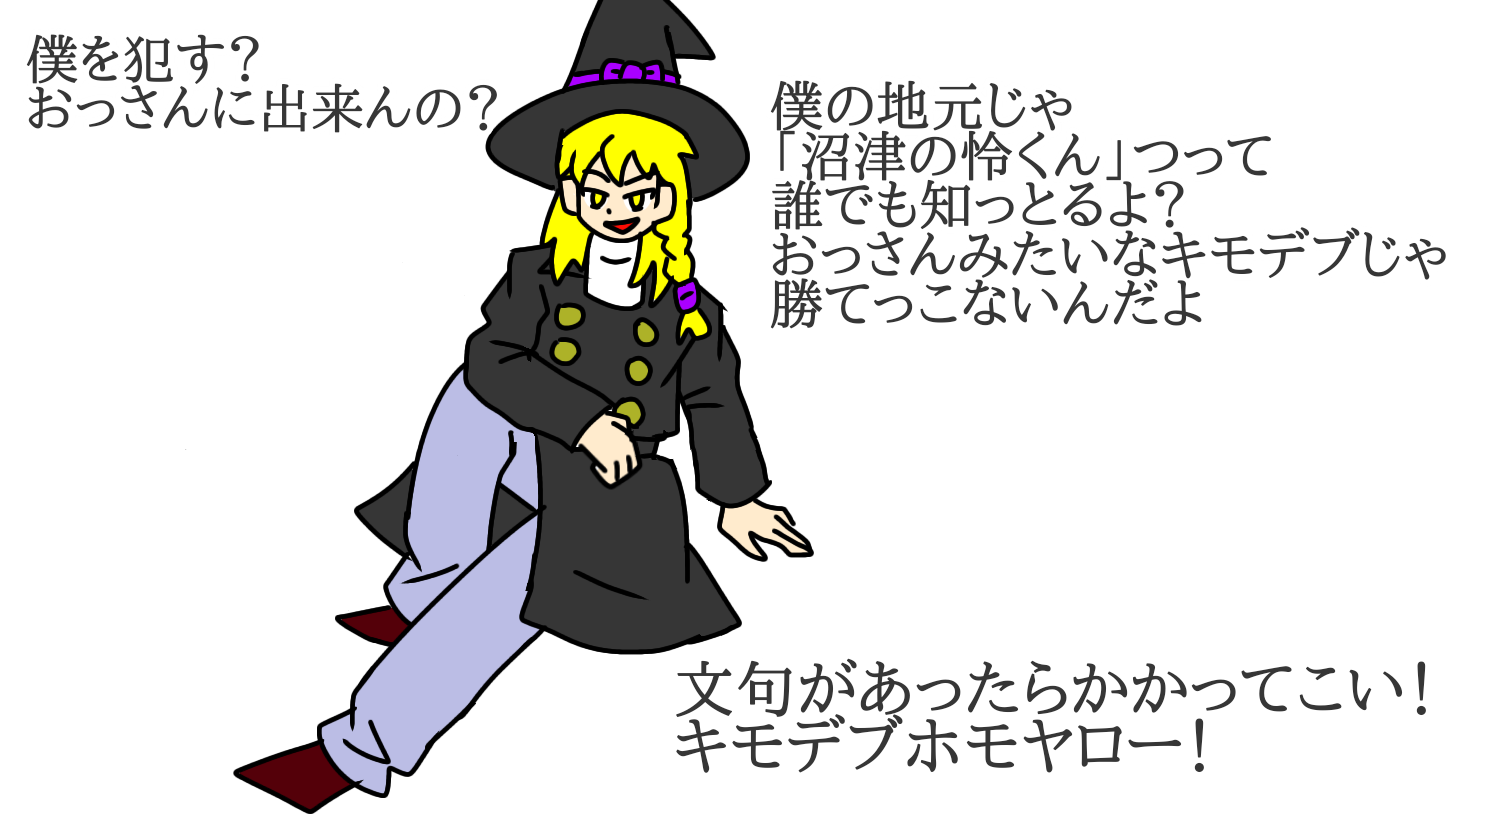 僕を犯す？
おっさんに出来んの？
僕の地元じゃ
「沼津の怜くん」つって
誰でも知っとるよ？
おっさんみたいなキモデブじゃ
勝てっこないんだよ
文句があったらかかってこい！
キモデブホモヤロー！